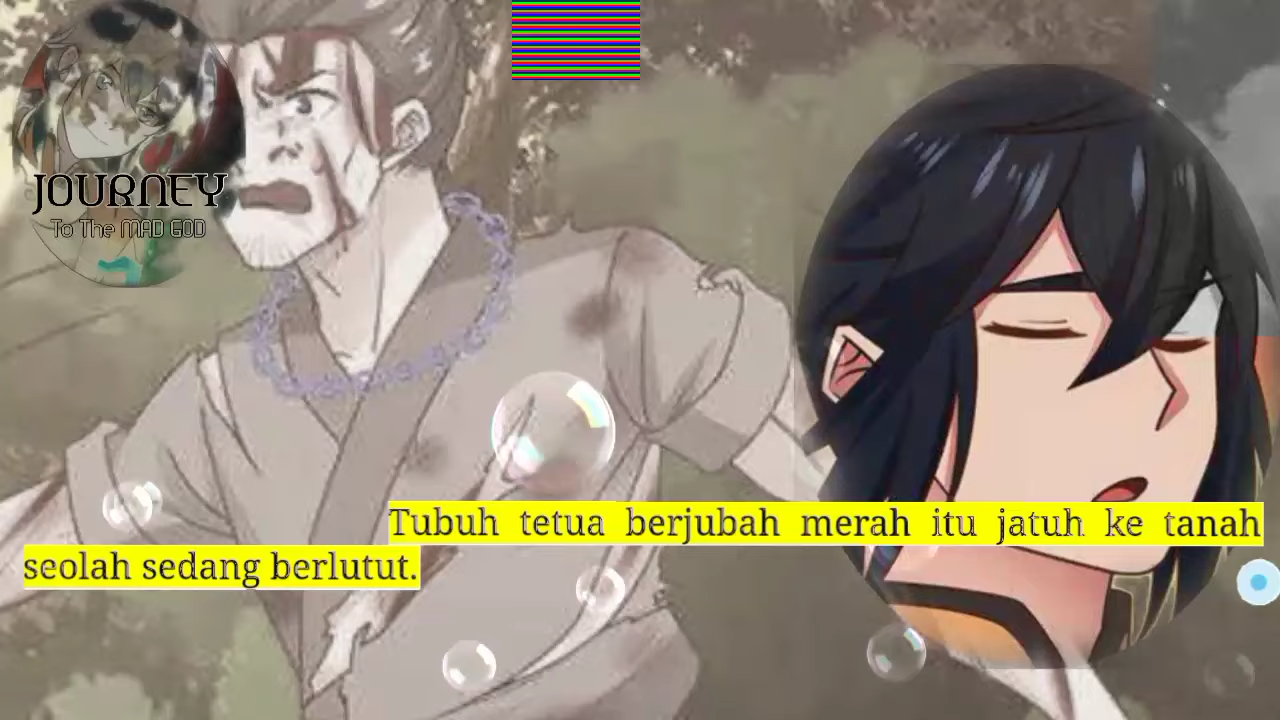 JOURNEY
To The MAD GOD
Tubuh tetua berjubah merah itu jatuh ke tanah
seolah sedang berlutut.